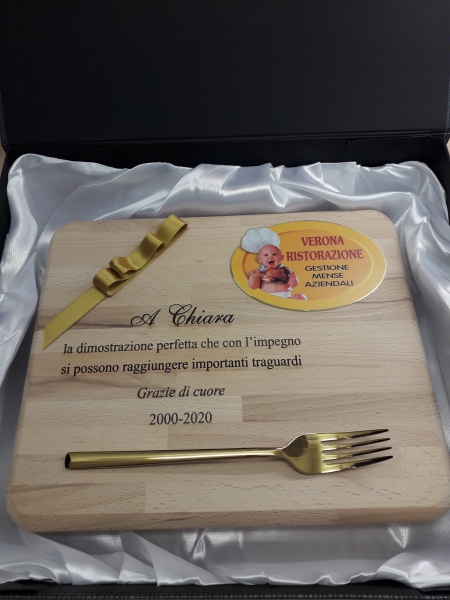 VERONA
RISTORAZIONE
GESTIONE
MENSE
AZIENDALI
A Chiara
la dimostrazione perfetta che con l'impegno
si possono raggiungere importanti traguardi
Grazie di cuore
2000-2020